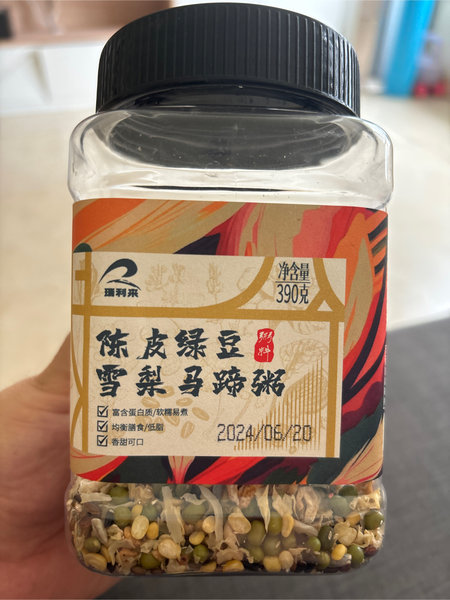 瑞利来
净含量
390克
陈皮绿豆
粥料
雪梨马蹄粥
富含蛋白质/软糯易煮
均衡膳食/低脂
香甜可口
2024/06/20